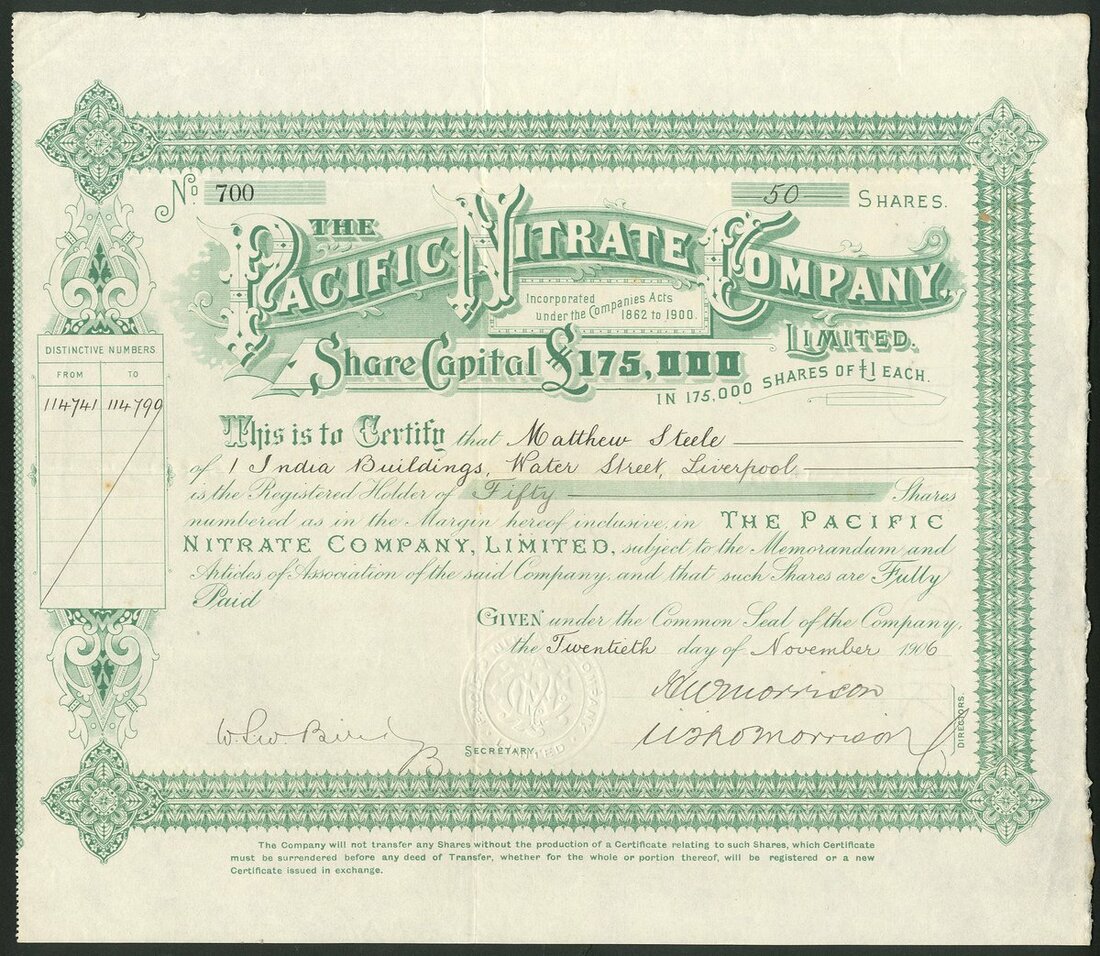 No 700
50 SHARES.
THE
PACIFIC NITRATE COMPANY,
Incorporated
under the Companies Acts
1862 to 1900.
LIMITED.
Share Capital £175,000
IN 175,000 SHARES OF £1 EACH.
DISTINCTIVE NUMBERS
FROM TO
114741 114790
This is to Certify that Matthew Steele
of 1 India Buildings, Water Street, Liverpool
is the Registered Holder of Fifty Shares
numbered as in the Margin hereof inclusive, in THE PACIFIC
NITRATE COMPANY, LIMITED, subject to the Memorandum and
Articles of Association of the said Company, and that such Shares are Fully
Paid
GIVEN under the Common Seal of the Company,
the Twentieth day of November 1906
Morrison
Morrison
DIRECTORS.
SECRETARY.
The Company will not transfer any Shares without the production of a Certificate relating to such Shares, which Certificate
must be surrendered before any deed of Transfer, whether for the whole or portion thereof, will be registered or a new
Certificate issued in exchange.